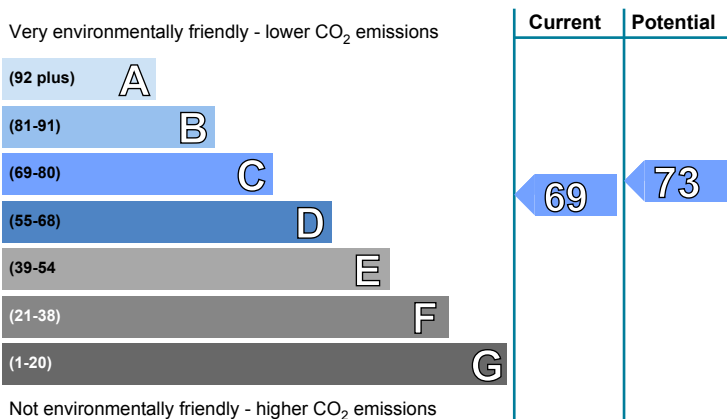 Current Potential
Very environmentally friendly - lower CO2 emissions
(92 plus) A
(81-91) B
(69-80) C
(55-68) D
(39-54 E
(21-38) F
(1-20) G
69
73
Not environmentally friendly - higher CO2 emissions